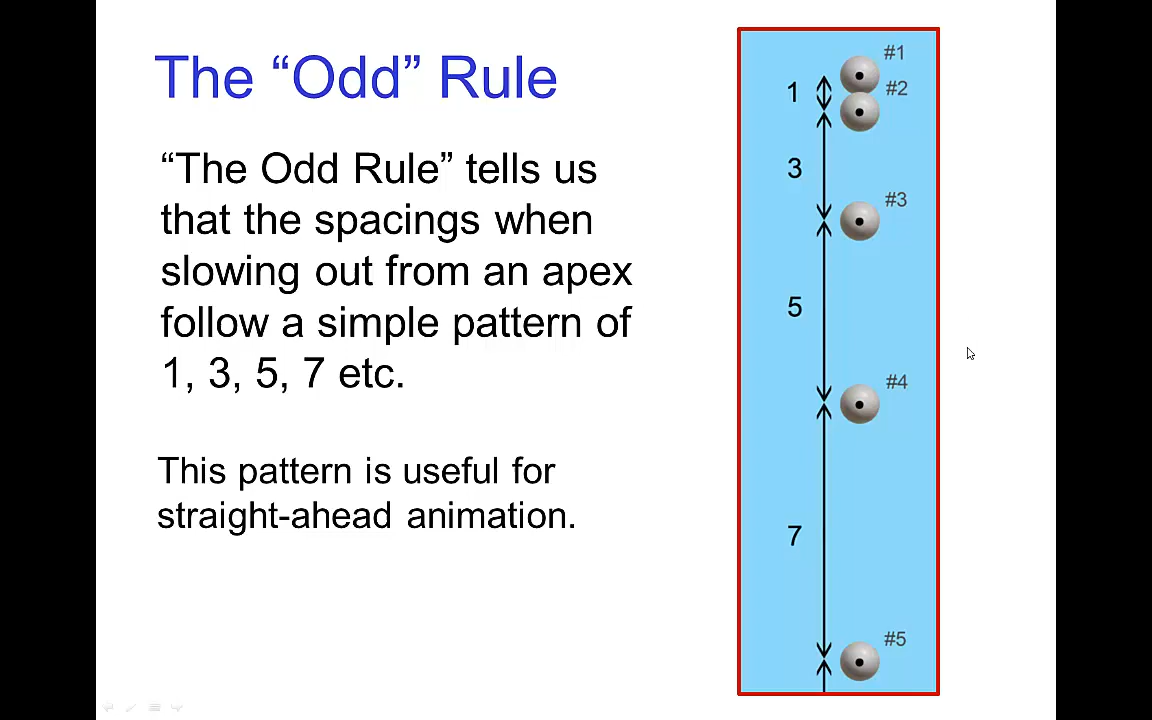 The “Odd” Rule
“The Odd Rule” tells us
that the spacings when
slowing out from an apex
follow a simple pattern of
1, 3, 5, 7 etc.
This pattern is useful for
straight-ahead animation.
#1
1
#2
3
#3
5
#4
7
#5